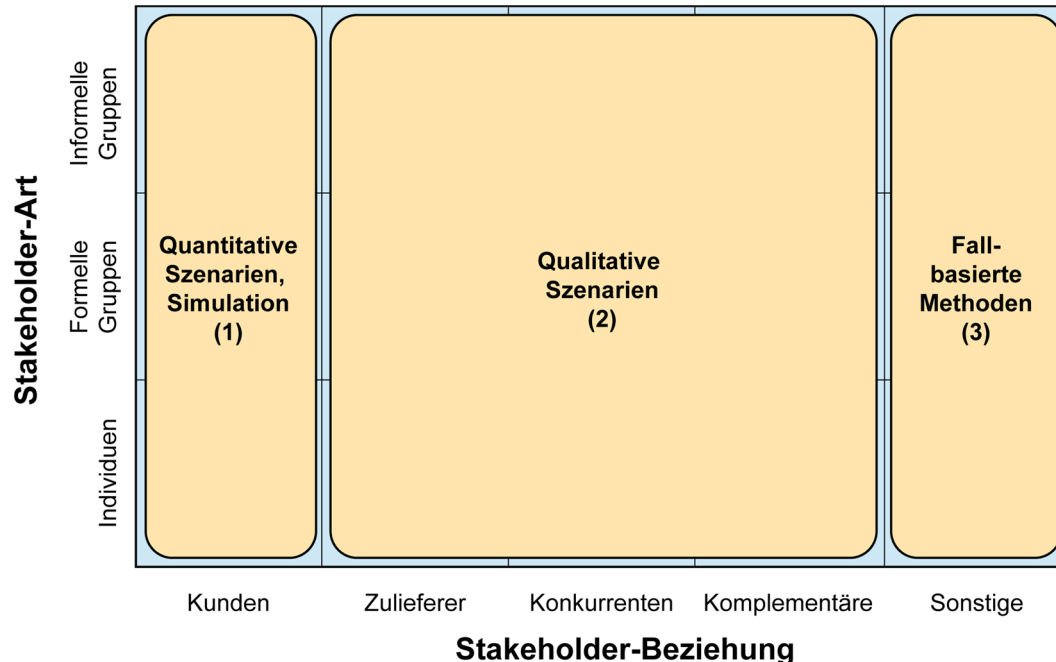 Stakeholder-Art
Informelle
Gruppen
Formelle
Gruppen
Individuen
Quantitative
Szenarien,
Simulation
(1)
Qualitative
Szenarien
(2)
Fall-
basierte
Methoden
(3)
Kunden
Zulieferer
Konkurrenten
Komplementäre
Sonstige
Stakeholder-Beziehung